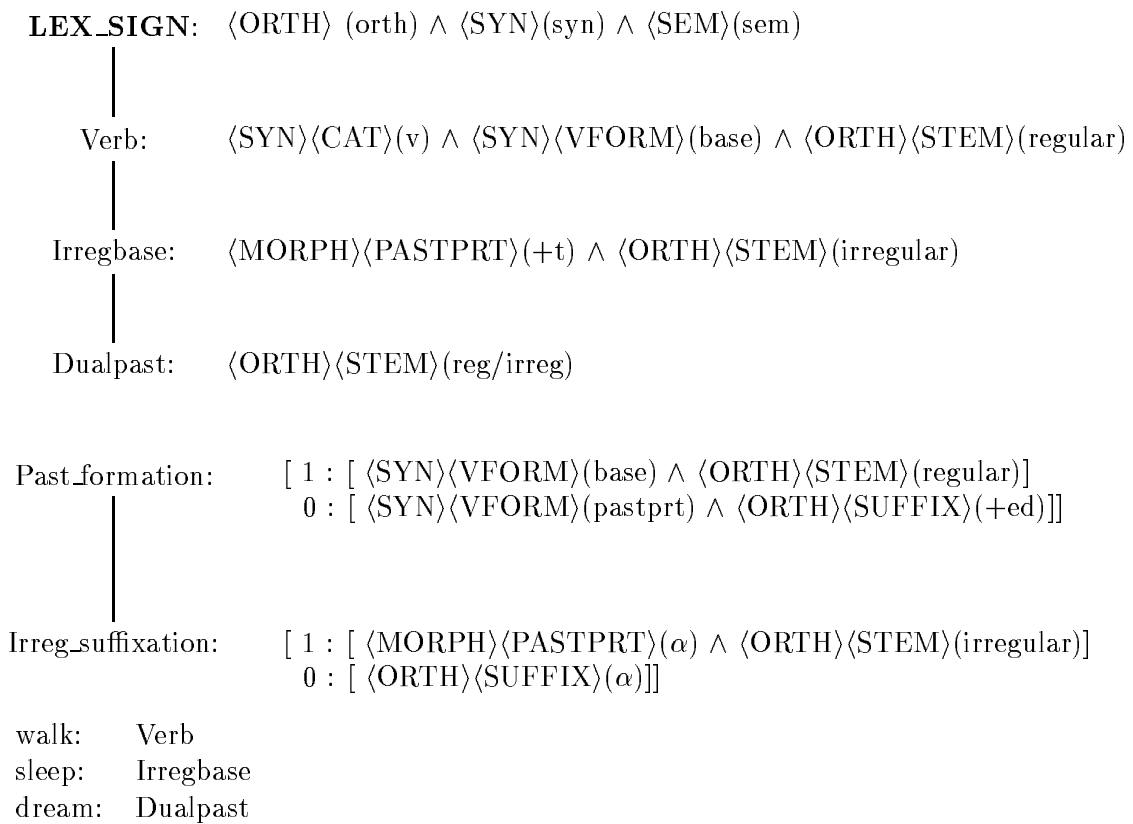 LEX_SIGN: ⟨ORTH⟩ (orth) ∧ ⟨SYN⟩(syn) ∧ ⟨SEM⟩(sem)
Verb: ⟨SYN⟩⟨CAT⟩(v) ∧ ⟨SYN⟩⟨VFORM⟩(base) ∧ ⟨ORTH⟩⟨STEM⟩(regular)
Irregbase: ⟨MORPH⟩⟨PASTPRT⟩(+t) ∧ ⟨ORTH⟩⟨STEM⟩(irregular)
Dualpast: ⟨ORTH⟩⟨STEM⟩(reg/irreg)
Past_formation: [ 1 : [ ⟨SYN⟩⟨VFORM⟩(base) ∧ ⟨ORTH⟩⟨STEM⟩(regular)]
0 : [ ⟨SYN⟩⟨VFORM⟩(pastprt) ∧ ⟨ORTH⟩⟨SUFFIX⟩(+ed)]]
Irreg_suffixation: [ 1 : [ ⟨MORPH⟩⟨PASTPRT⟩(α) ∧ ⟨ORTH⟩⟨STEM⟩(irregular)]
0 : [ ⟨ORTH⟩⟨SUFFIX⟩(α)]]
walk: Verb
sleep: Irregbase
dream: Dualpast